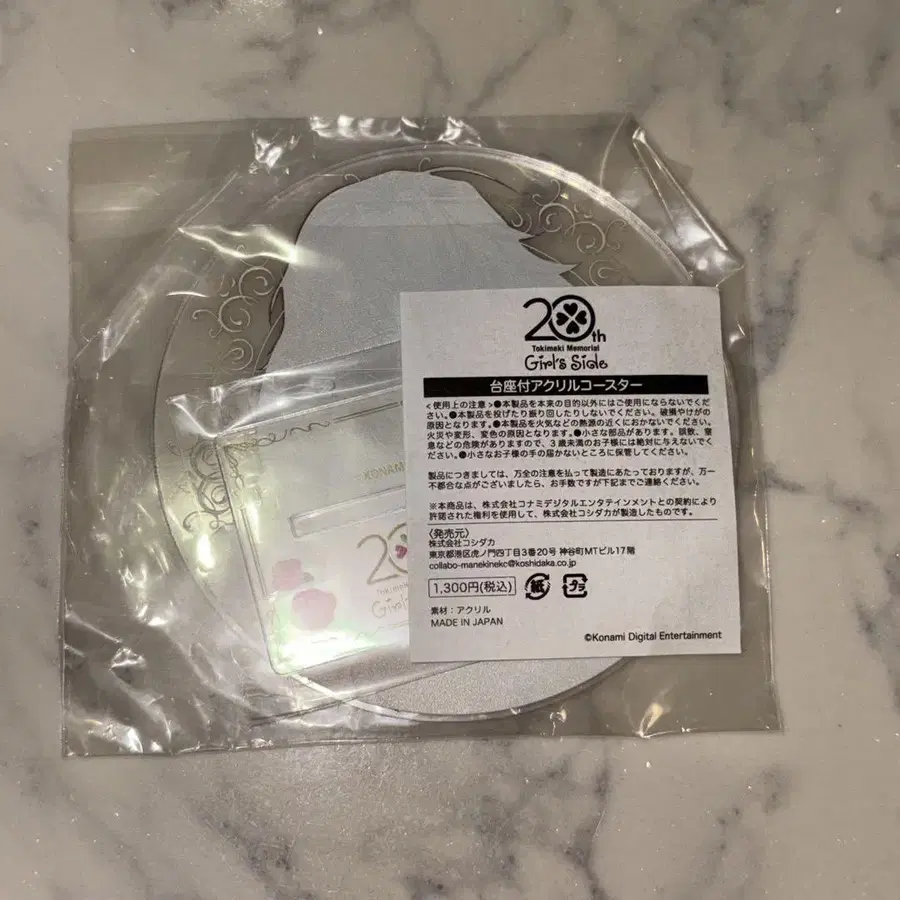 20th
Tokimeki Memorial
Girl's Side
台座付アクリルコースター
<使用上の注意>●本製品を本来の目的以外にはご使用にならないでくだ
さい。●本製品を投げたり振り回したりしないでください。破損やけがの
原因となります。●本製品を火気などの熱源の近くにおかないでください。
火災や変形、変色の原因となります。●小さな部品があります。誤飲、窒
息などの危険がありますので、3歳未満のお子様には絶対に与えないでく
ださい。●小さなお子様の手の届かないところに保管してください。
製品につきましては、万全の注意を払って製造にあたっておりますが、万一
不都合な点がございましたら、お手数ですが下記までご連絡ください。
※本商品は、株式会社コナミデジタルエンタテインメントとの契約により
許諾された権利を使用して、株式会社コシダカが製造したものです。
〈発売元〉
株式会社コシダカ
東京都港区虎ノ門四丁目3番20号 神谷町MTビル17階
collabo-manekinekc@koshidaka.co.jp
1,300円(税込) 紙 プラ
素材:アクリル
MADE IN JAPAN
©Konami Digital Entertainment
KONAM
20
Tokimek
Girl's